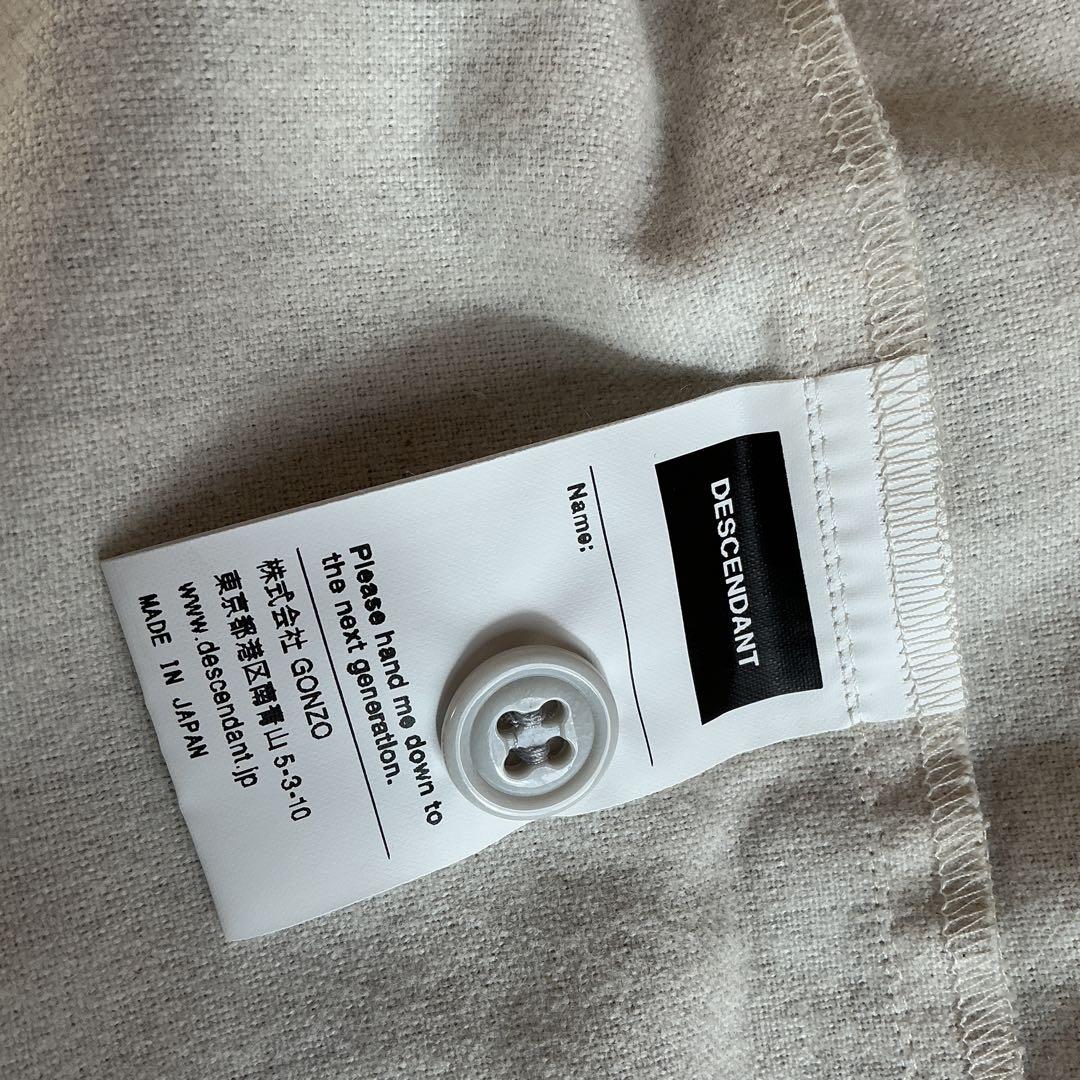 DESCENDANT
Name:
Please hand me down to
the next generation.
株式会社 GONZO
東京都港区南青山 5-3-10
www.descendant.jp
MADE IN JAPAN